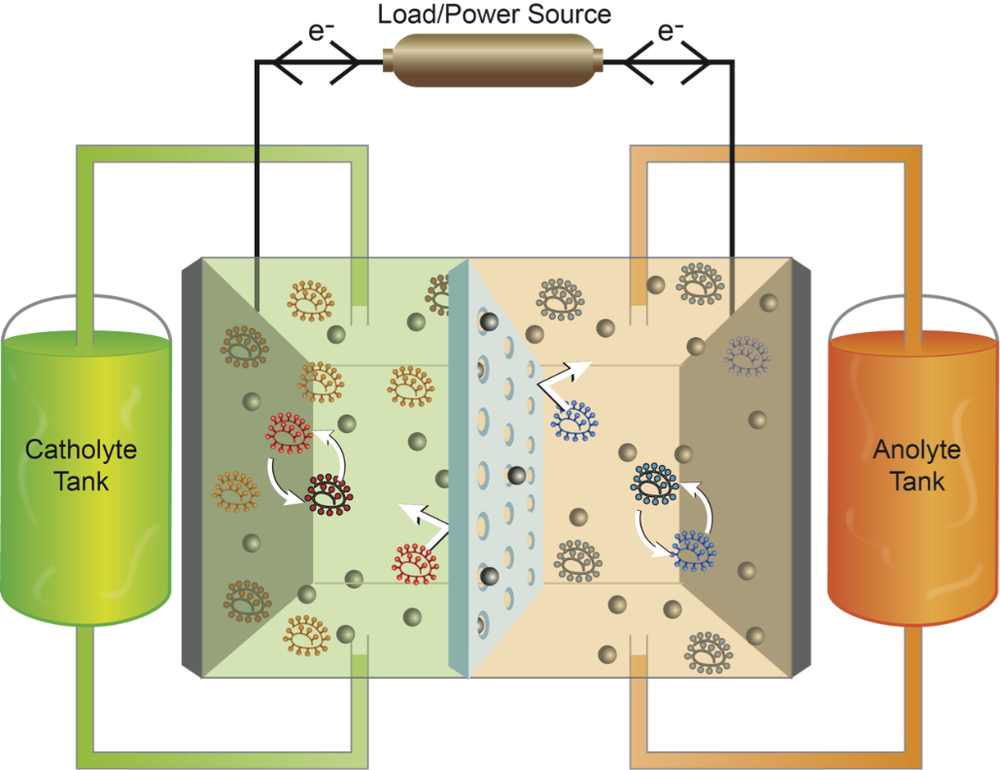 Load/Power Source
e-
e-
Catholyte
Tank
Anolyte
Tank